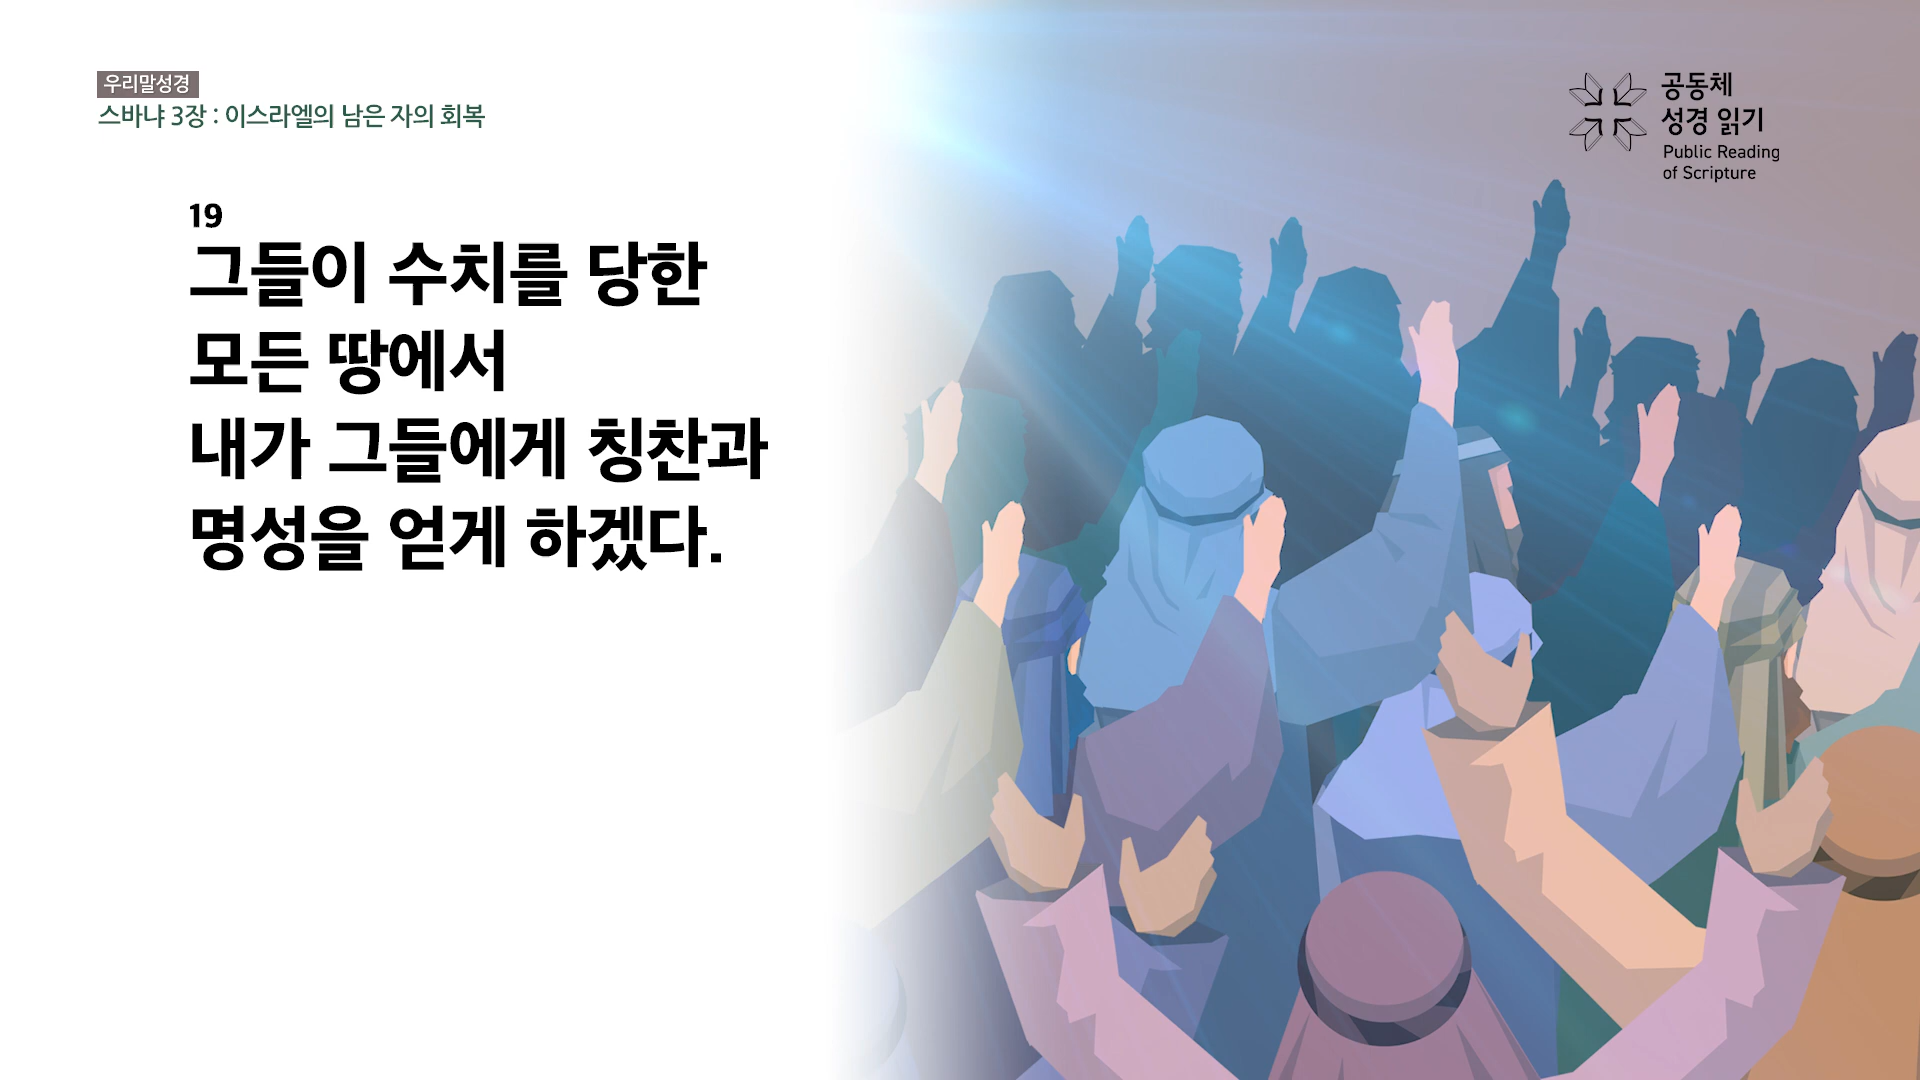 우리말성경
스바냐 3장 : 이스라엘의 남은 자의 회복
공동체
성경 읽기
Public Reading
of Scripture
19
그들이 수치를 당한
모든 땅에서
내가 그들에게 칭찬과
명성을 얻게 하겠다.